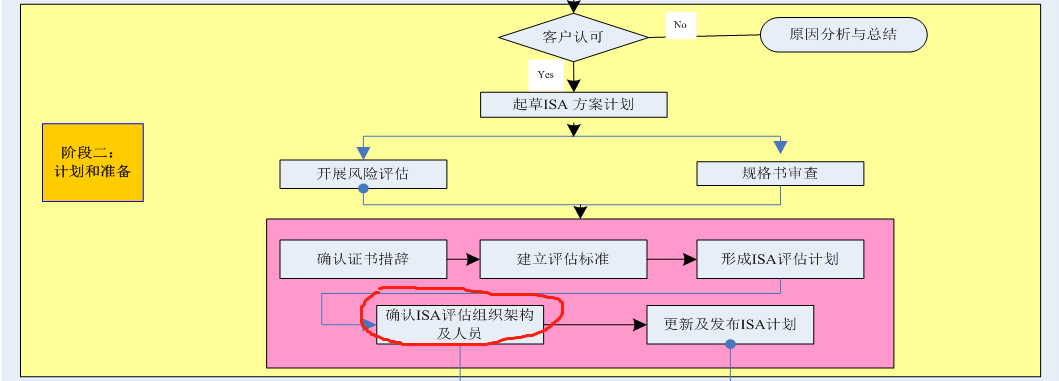 客户认可
No
原因分析与总结
Yes
起草ISA 方案计划
阶段二：
计划和准备
开展风险评估
规格书审查
确认证书措辞
建立评估标准
形成ISA评估计划
确认ISA评估组织架构
及人员
更新及发布ISA计划